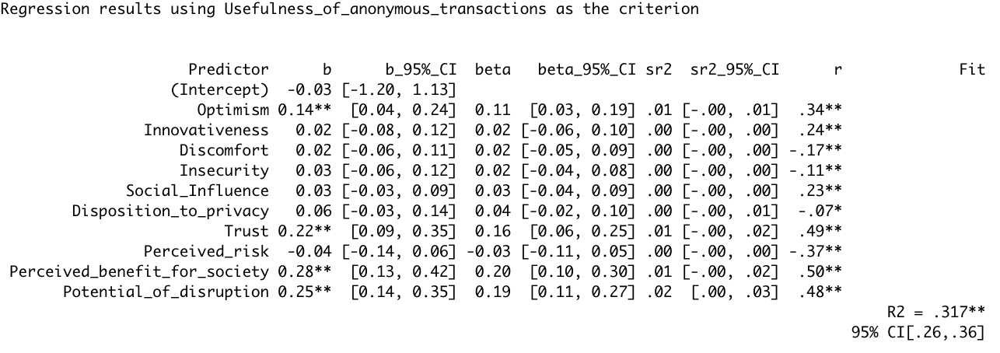 Regression results using Usefulness_of_anonymous_transactions as the criterion
Predictor b b_95%_CI beta beta_95%_CI sr2 sr2_95%_CI r Fit
(Intercept) -0.03 [-1.20, 1.13]
Optimism 0.14** [0.04, 0.24] 0.11 [0.03, 0.19] .01 [-.00, .01] .34**
Innovativeness 0.02 [-0.08, 0.12] 0.02 [-0.06, 0.10] .00 [-.00, .00] .24**
Discomfort 0.02 [-0.06, 0.11] 0.02 [-0.05, 0.09] .00 [-.00, .00] -.17**
Insecurity 0.03 [-0.06, 0.12] 0.02 [-0.04, 0.08] .00 [-.00, .00] -.11**
Social_Influence 0.03 [-0.03, 0.09] 0.03 [-0.04, 0.09] .00 [-.00, .00] .23**
Disposition_to_privacy 0.06 [-0.03, 0.14] 0.04 [-0.02, 0.10] .00 [-.00, .01] -.07*
Trust 0.22** [0.09, 0.35] 0.16 [0.06, 0.25] .01 [-.00, .02] .49**
Perceived_risk -0.04 [-0.14, 0.06] -0.03 [-0.11, 0.05] .00 [-.00, .00] -.37**
Perceived_benefit_for_society 0.28** [0.13, 0.42] 0.20 [0.10, 0.30] .01 [-.00, .02] .50**
Potential_of_disruption 0.25** [0.14, 0.35] 0.19 [0.11, 0.27] .02 [.00, .03] .48**
R2 = .317**
95% CI[.26,.36]